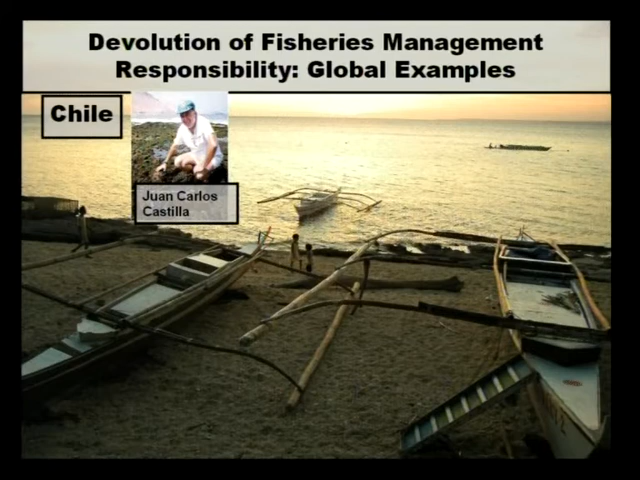 Devolution of Fisheries Management
Responsibility: Global Examples
Chile
Juan Carlos
Castilla